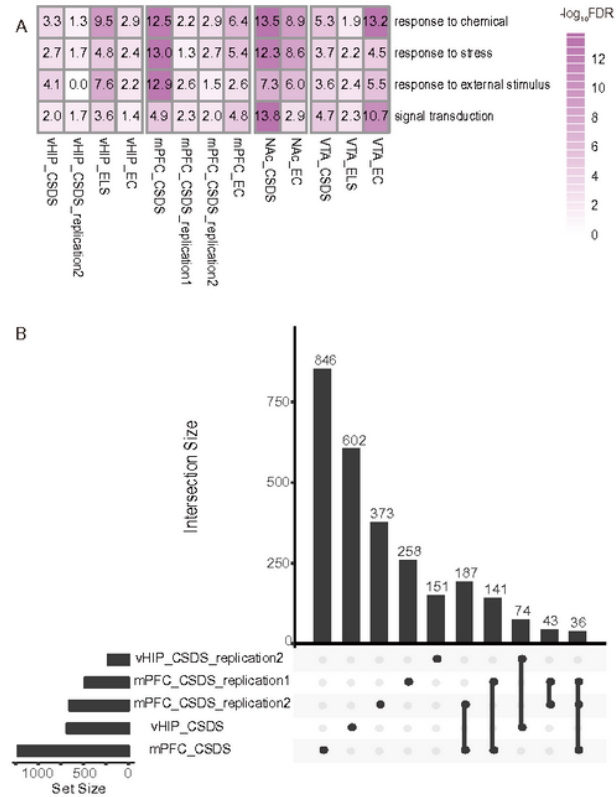 A
-log10FDR
3.3 1.3 9.5 2.9 12.5 2.2 2.9 6.4 13.5 8.9 5.3 1.9 13.2 response to chemical
2.7 1.7 4.8 2.4 13.0 1.3 2.7 5.4 12.3 8.6 3.7 2.2 4.5 response to stress
4.1 0.0 7.6 2.2 12.9 2.6 1.5 2.6 7.3 6.0 3.6 2.4 5.5 response to external stimulus
2.0 1.7 3.6 1.4 4.9 2.3 2.0 4.8 13.8 2.9 4.7 2.3 10.7 signal transduction
12
10
8
6
4
2
0
vHIP_CSDS
vHIP_CSDS_replication2
vHIP_ELS
vHIP_EC
mPFC_CSDS
mPFC_CSDS_replication1
mPFC_CSDS_replication2
mPFC_EC
NAc_CSDS
NAc_EC
VTA_CSDS
VTA_ELS
VTA_EC
B
Intersection Size
750
500
250
0
846
602
373
258
151
187
141
74
43
36
vHIP_CSDS_replication2
mPFC_CSDS_replication1
mPFC_CSDS_replication2
vHIP_CSDS
mPFC_CSDS
1000 500 0
Set Size